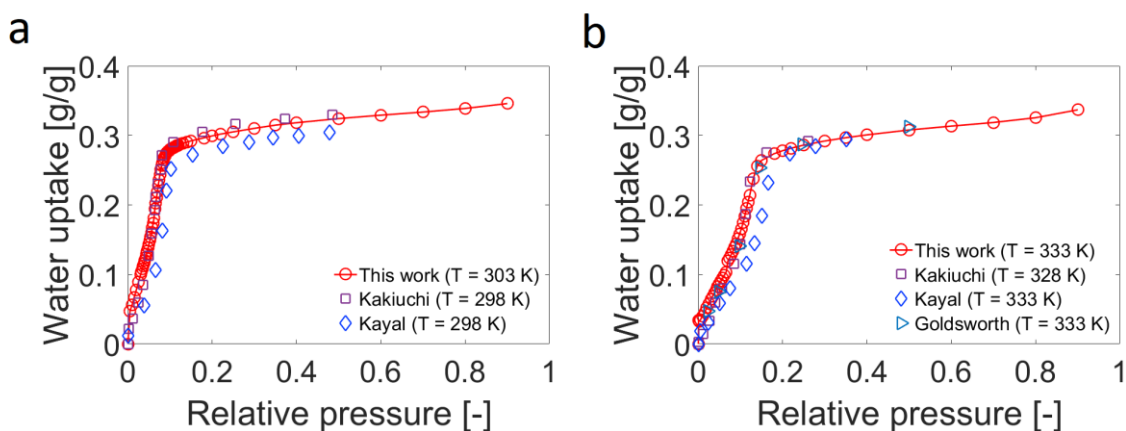 a
Water uptake [g/g]
0.4
0.3
0.2
0.1
0
This work (T = 303 K)
Kakiuchi (T = 298 K)
Kayal (T = 298 K)
0 0.2 0.4 0.6 0.8 1
Relative pressure [-]
b
Water uptake [g/g]
0.4
0.3
0.2
0.1
0
This work (T = 333 K)
Kakiuchi (T = 328 K)
Kayal (T = 333 K)
Goldsworth (T = 333 K)
0 0.2 0.4 0.6 0.8 1
Relative pressure [-]